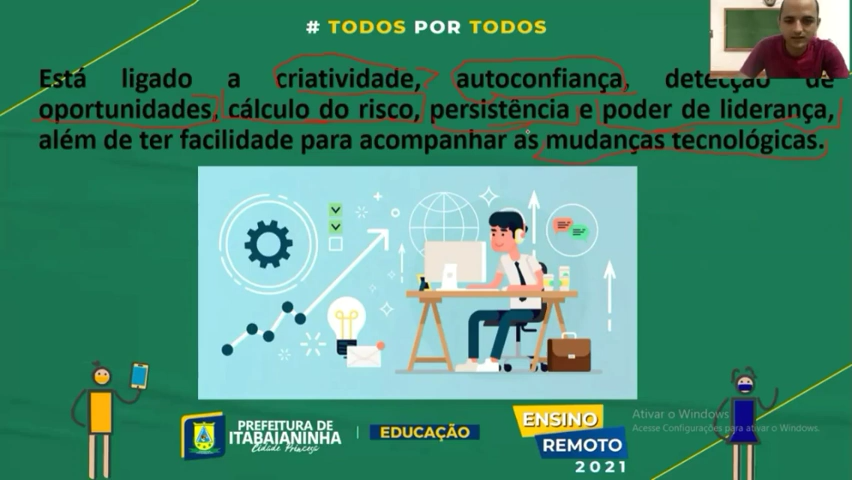 # TODOS POR TODOS
Está ligado a criatividade, autoconfiança, detecção de
oportunidades, cálculo do risco, persistência e poder de liderança,
além de ter facilidade para acompanhar as mudanças tecnológicas.
PREFEITURA DE
ITABAIANINHA
Cidade Princesa
EDUCAÇÃO
ENSINO
REMOTO
2021
Ativar o Windows
Acesse Configurações para ativar o Windows.